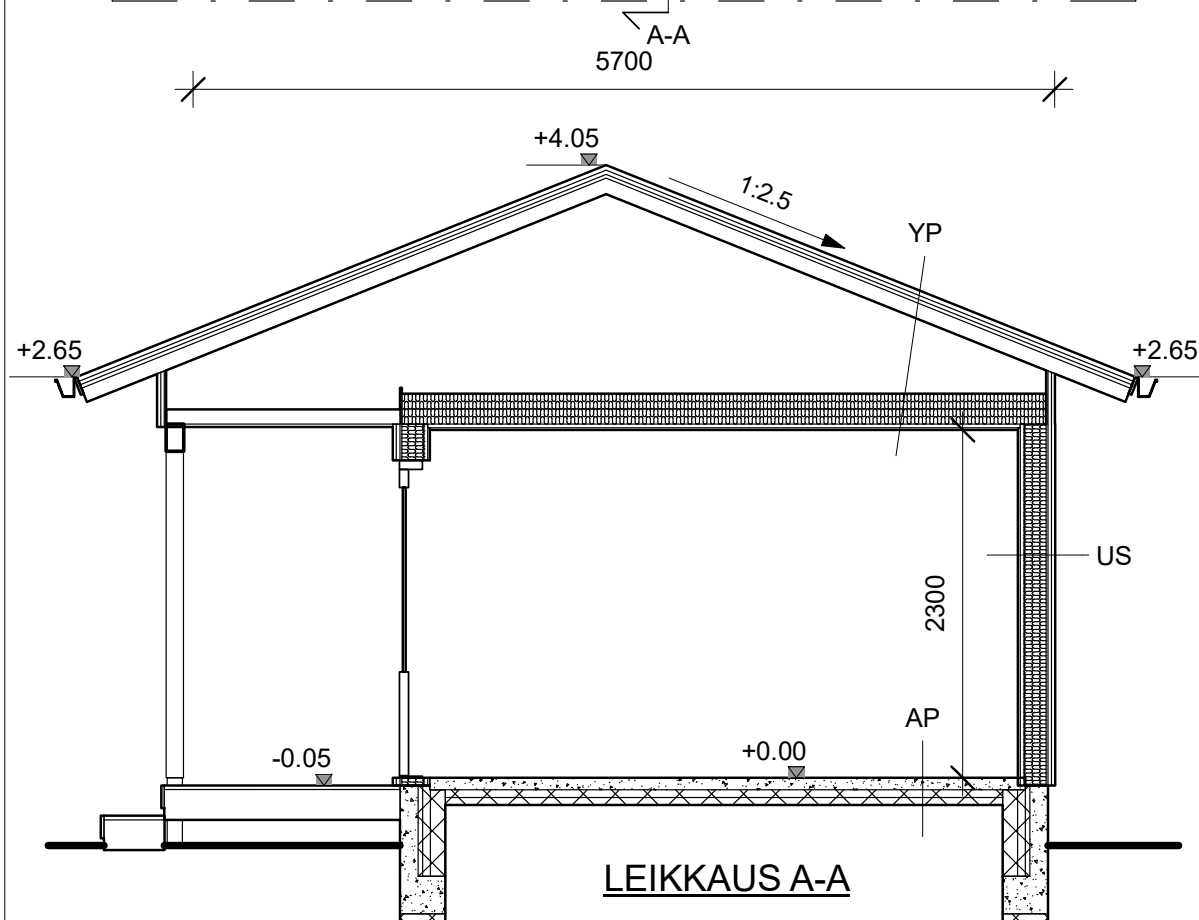 A-A
5700
+4.05
1:2.5
YP
+2.65
+2.65
US
2300
AP
-0.05
+0.00
LEIKKAUS A-A